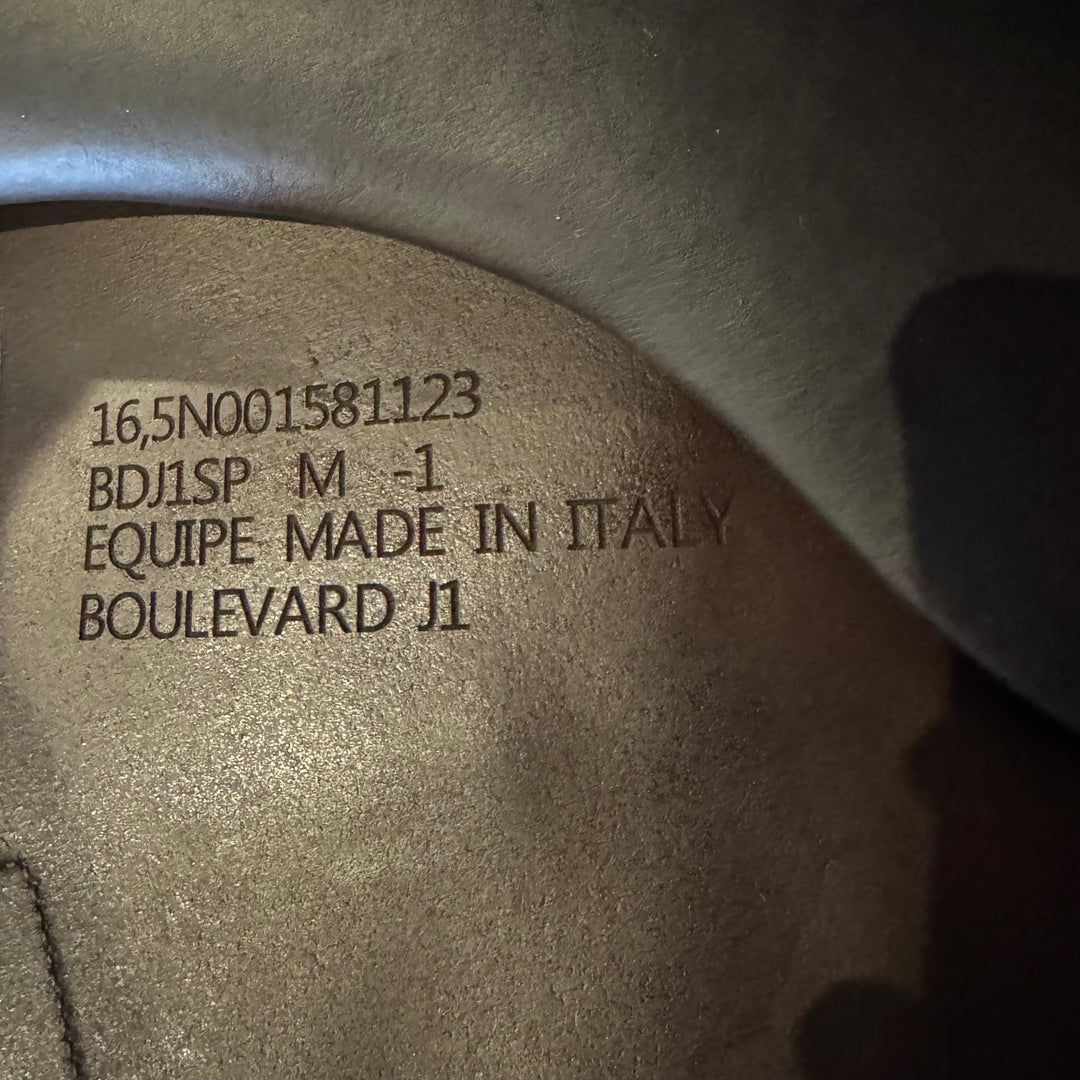 16,5N001581123
BDJ1SP M -1
EQUIPE MADE IN ITALY
BOULEVARD J1